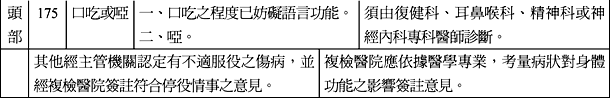 頭部
175
口吃或啞
一、口吃之程度已妨礙語言功能。
二、啞。
須由復健科、耳鼻喉科、精神科或神
經內科專科醫師診斷。
其他經主管機關認定有不適服役之傷病，並
經複檢醫院簽註符合停役情事之意見。
複檢醫院應依據醫學專業，考量病狀對身體
功能之影響簽註意見。